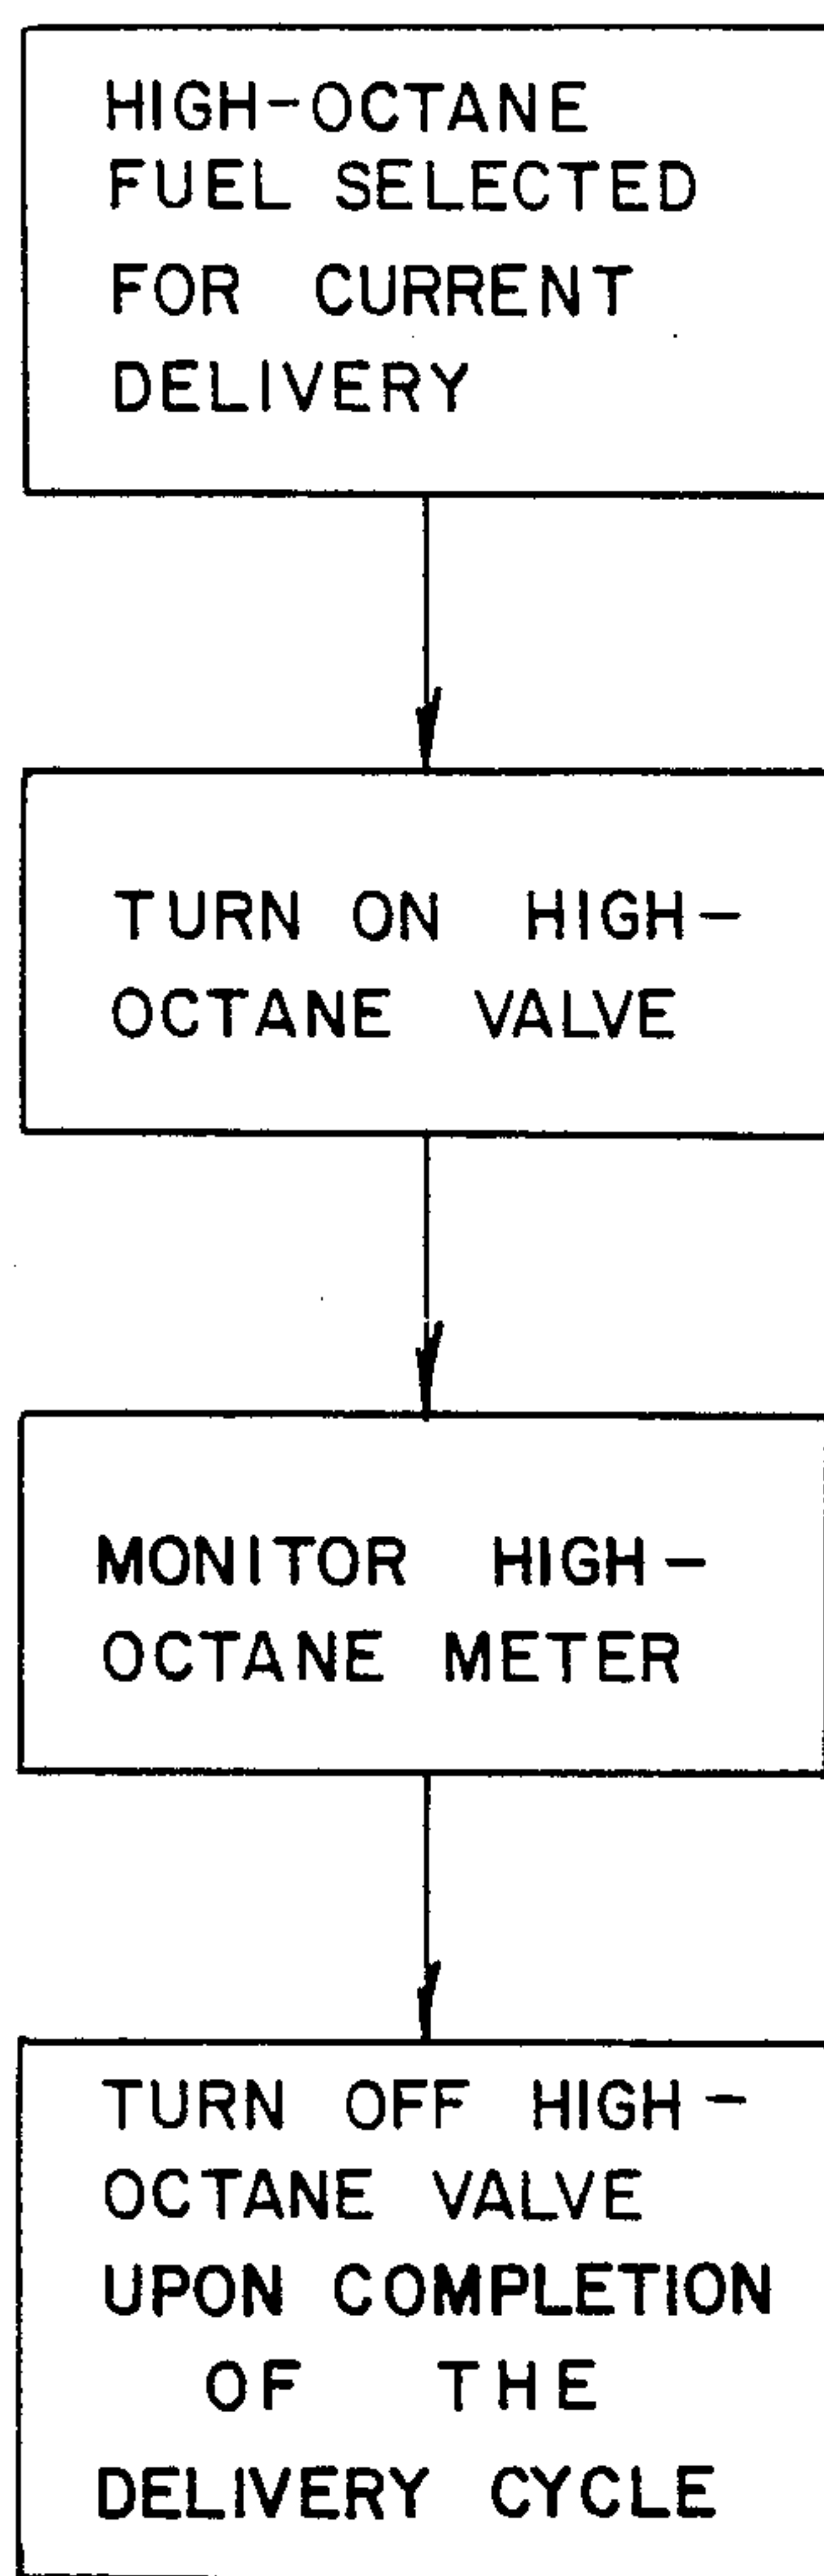 HIGH-OCTANE
FUEL SELECTED
FOR CURRENT
DELIVERY
TURN ON HIGH-
OCTANE VALVE
MONITOR HIGH-
OCTANE METER
TURN OFF HIGH-
OCTANE VALVE
UPON COMPLETION
OF THE
DELIVERY CYCLE